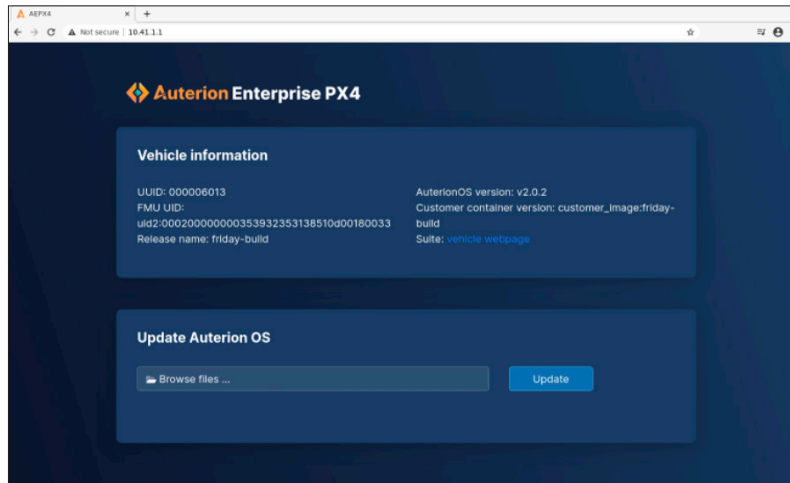 AEPX4
Not secure | 10.41.1.1
Auterion Enterprise PX4
Vehicle information
UUID: 000006013
FMU UID:
uid2:0002000000003539323531385​10d00180033
Release name: friday-build
AuterionOS version: v2.0.2
Customer container version: customer_image:friday-
build
Suite: vehicle webpage
Update Auterion OS
Browse files ...
Update